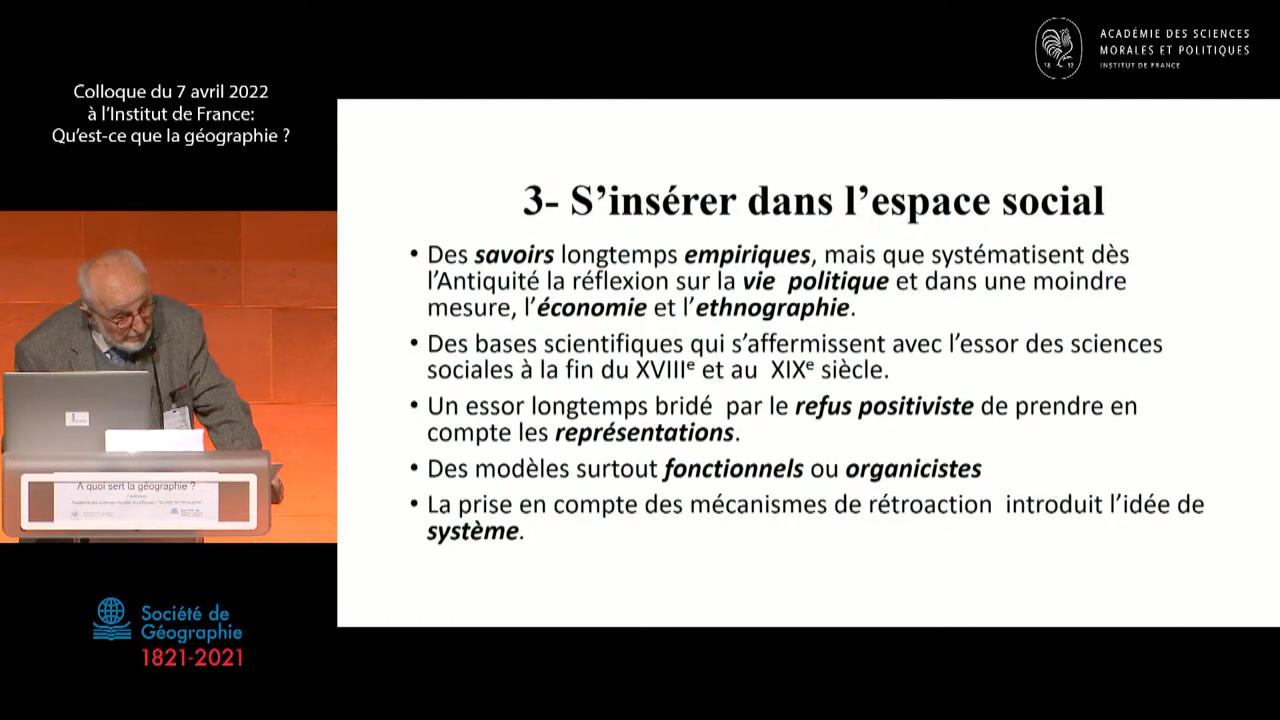 ACADÉMIE DES SCIENCES
MORALES ET POLITIQUES
INSTITUT DE FRANCE
18 32
Colloque du 7 avril 2022
à l'Institut de France:
Qu'est-ce que la géographie ?
3- S'insérer dans l'espace social
• Des savoirs longtemps empiriques, mais que systématisent dès
l'Antiquité la réflexion sur la vie politique et dans une moindre
mesure, l'économie et l'ethnographie.
• Des bases scientifiques qui s'affermissent avec l'essor des sciences
sociales à la fin du XVIIIe et au XIXe siècle.
• Un essor longtemps bridé par le refus positiviste de prendre en
compte les représentations.
• Des modèles surtout fonctionnels ou organicistes
• La prise en compte des mécanismes de rétroaction introduit l'idée de
système.
A quoi sert la géographie ?
Société de
Géographie
1821-2021